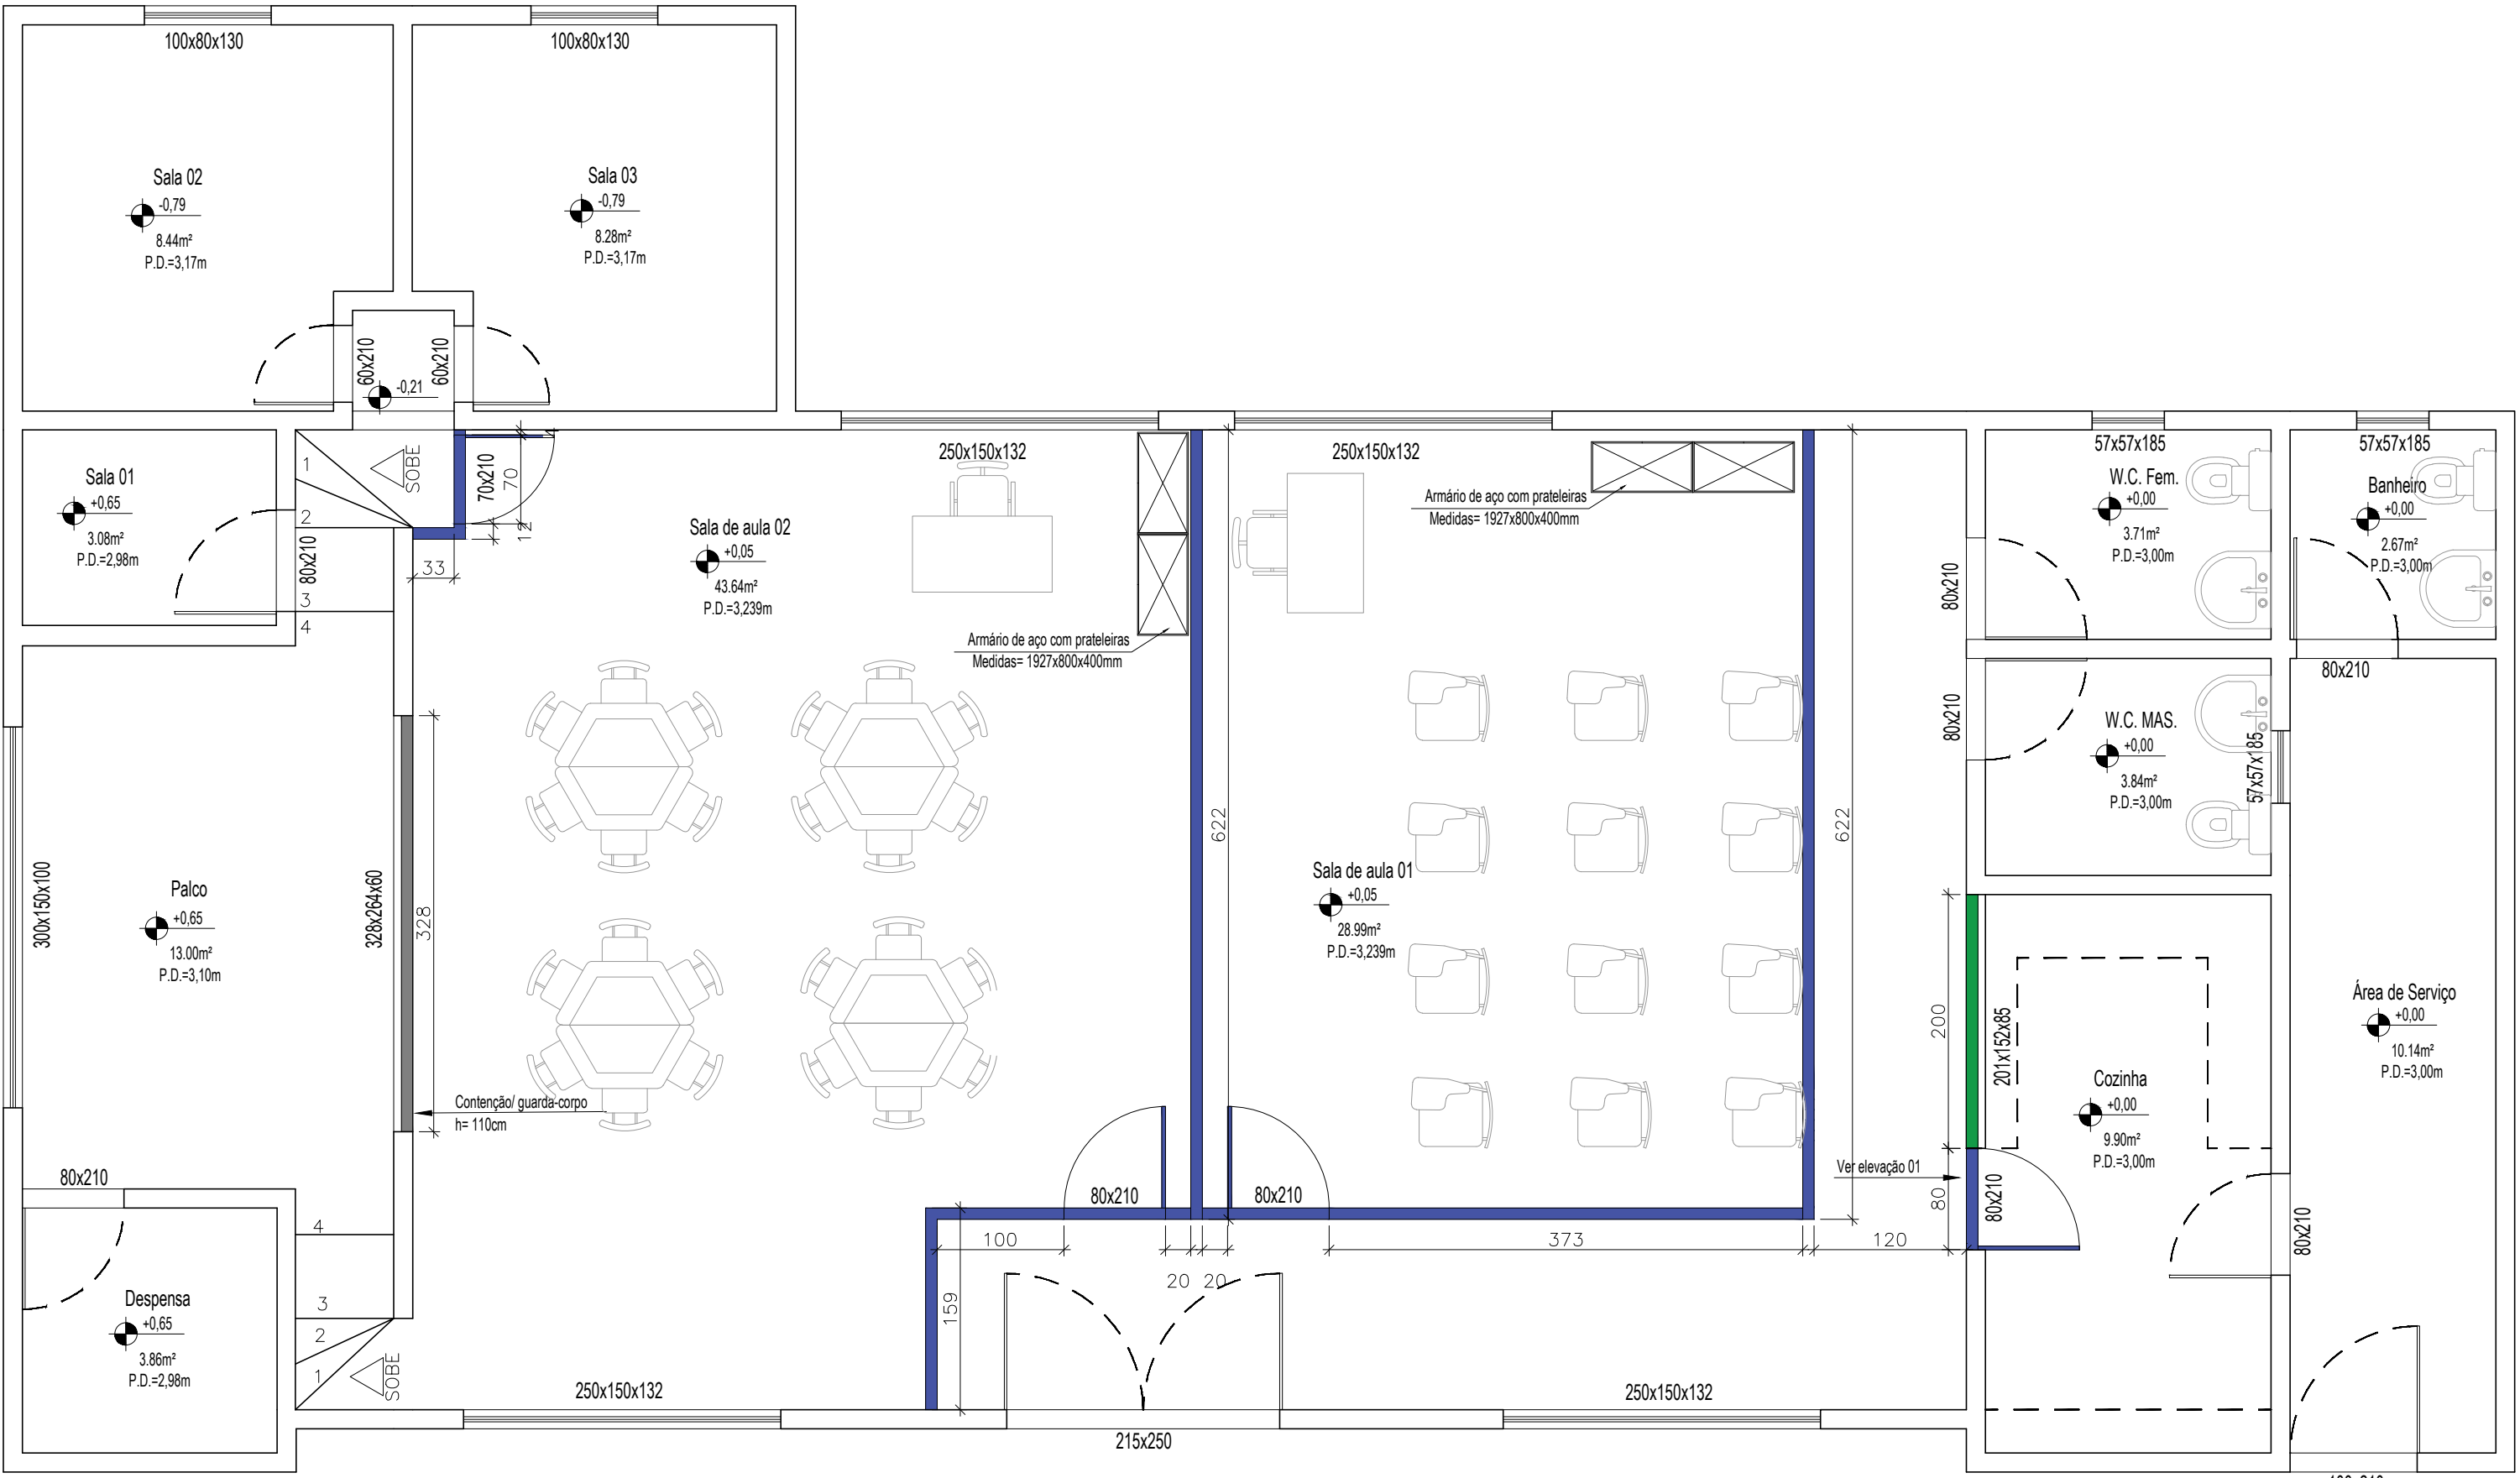 100x80x130
100x80x130
Sala 02
-0,79
8.44m²
P.D.=3,17m
Sala 03
-0,79
8.28m²
P.D.=3,17m
60x210
60x210
-0,21
Sala 01
+0,65
3.08m²
P.D.=2,98m
1
2
3
4
80x210
SOBE
70x210
70
12
33
Sala de aula 02
+0,05
43.64m²
P.D.=3,239m
250x150x132
Armário de aço com prateleiras
Medidas= 1927x800x400mm
250x150x132
Armário de aço com prateleiras
Medidas= 1927x800x400mm
57x57x185
W.C. Fem.
+0,00
3.71m²
P.D.=3,00m
57x57x185
Banheiro
+0,00
2.67m²
P.D.=3,00m
80x210
80x210
80x210
W.C. MAS.
+0,00
3.84m²
P.D.=3,00m
57x57x185
300x150x100
Palco
+0,65
13.00m²
P.D.=3,10m
328x264x60
328
622
622
Sala de aula 01
+0,05
28.99m²
P.D.=3,239m
200
201x152x85
Cozinha
+0,00
9.90m²
P.D.=3,00m
Área de Serviço
+0,00
10.14m²
P.D.=3,00m
Contenção/ guarda-corpo
h= 110cm
Ver elevação 01
80
80x210
80x210
80x210
80x210
80x210
4
3
2
1
SOBE
Despensa
+0,65
3.86m²
P.D.=2,98m
100
20
20
373
120
159
250x150x132
250x150x132
215x250